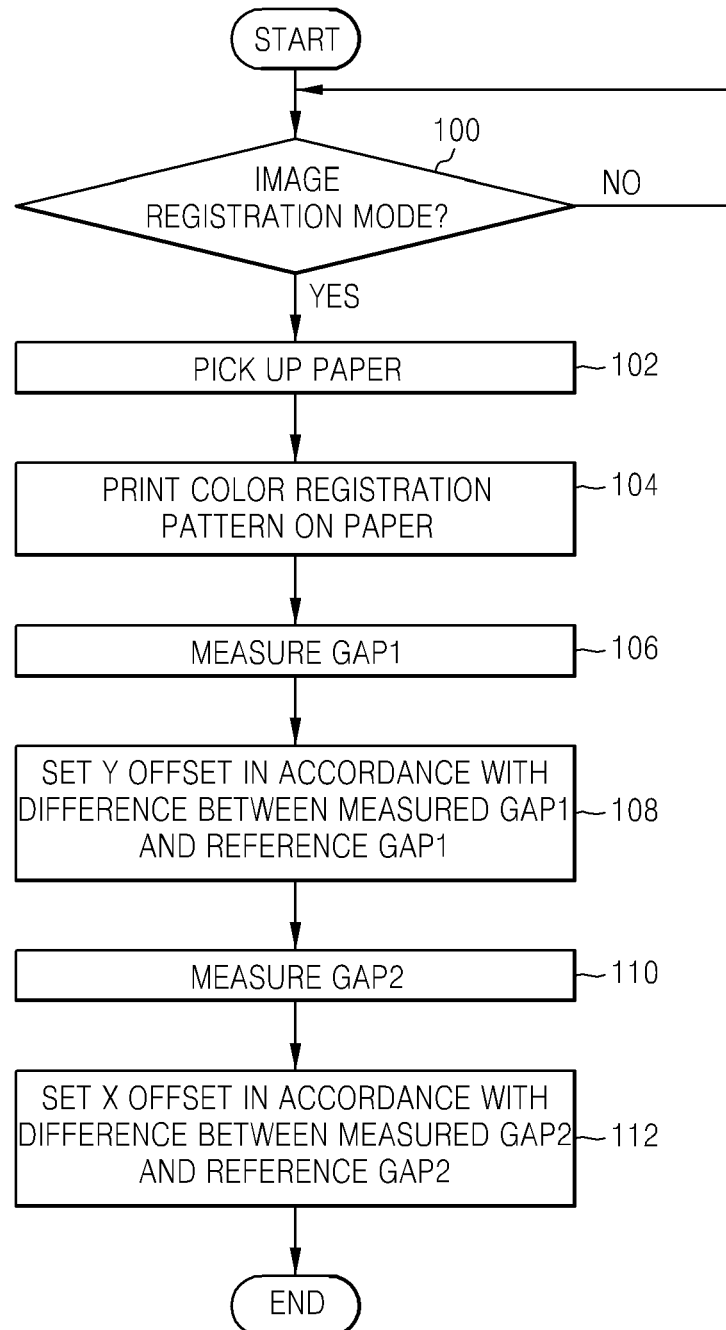 START
100
IMAGE
REGISTRATION MODE?
NO
YES
PICK UP PAPER
102
PRINT COLOR REGISTRATION
PATTERN ON PAPER
104
MEASURE GAP1
106
SET Y OFFSET IN ACCORDANCE WITH
DIFFERENCE BETWEEN MEASURED GAP1
AND REFERENCE GAP1
108
MEASURE GAP2
110
SET X OFFSET IN ACCORDANCE WITH
DIFFERENCE BETWEEN MEASURED GAP2
AND REFERENCE GAP2
112
END